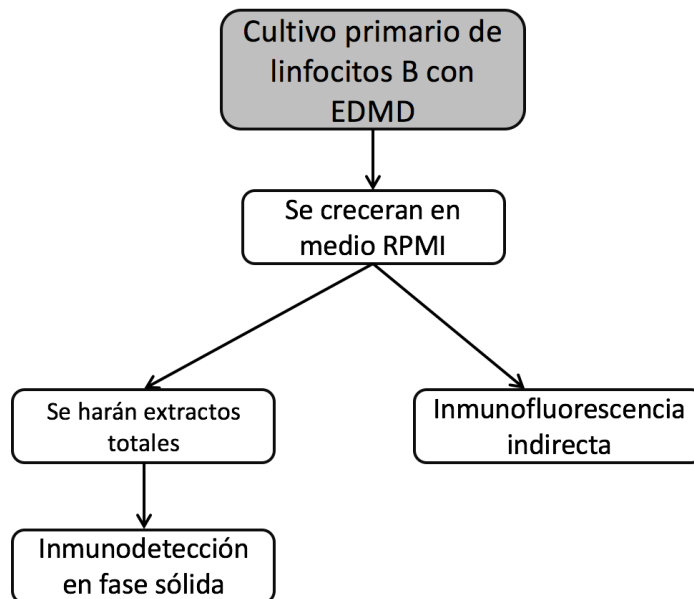 Cultivo primario de
linfocitos B con
EDMD
Se creceran en
medio RPMI
Se harán extractos
totales
Inmunofluorescencia
indirecta
Inmunodetección
en fase sólida